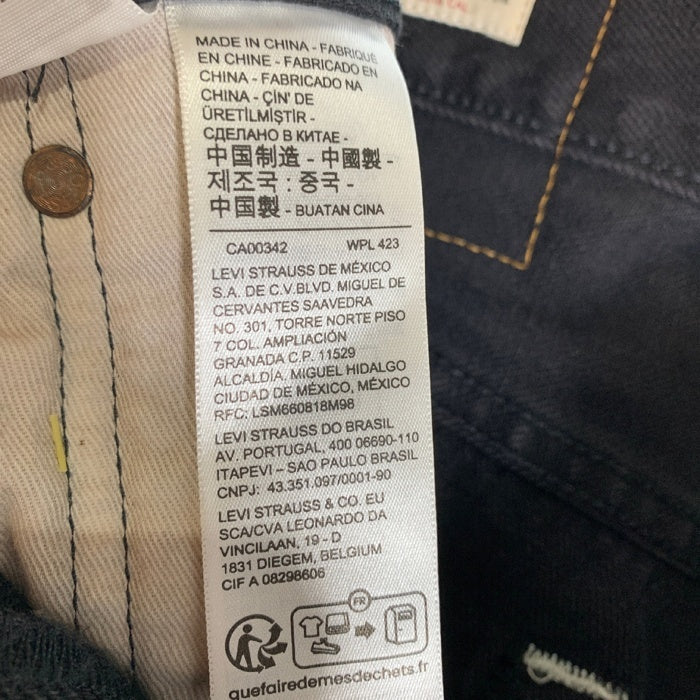 MADE IN CHINA - FABRIQUÉ
EN CHINE - FABRICADO EN
CHINA - FABRICADO NA
CHINA - ÇİN' DE
ÜRETİLMİŞTİR -
СДЕЛАНО В КИТАЕ -
中国制造 - 中國製 -
제조국 : 중국 -
中国製 - BUATAN CINA
CA00342 WPL 423
LEVI STRAUSS DE MÉXICO
S.A. DE C.V.BLVD. MIGUEL DE
CERVANTES SAAVEDRA
NO. 301, TORRE NORTE PISO
7 COL. AMPLIACIÓN
GRANADA C.P. 11529
ALCALDÍA. MIGUEL HIDALGO
CIUDAD DE MÉXICO, MÉXICO
RFC: LSM660818M98
LEVI STRAUSS DO BRASIL
AV. PORTUGAL, 400 06690-110
ITAPEVI – SAO PAULO BRASIL
CNPJ: 43.351.097/0001-90
LEVI STRAUSS & CO. EU
SCA/CVA LEONARDO DA
VINCILAAN, 19 - D
1831 DIEGEM, BELGIUM
CIF A 08298606
FR
quefairedemesdechets.fr